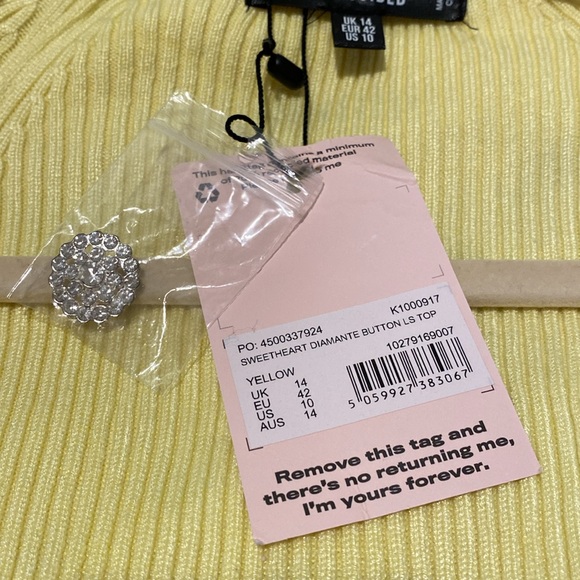 UK 14
EUR 42
US 10
This
a minimum
material
me
PO: 4500337924
K1000917
SWEETHEART DIAMANTE BUTTON LS TOP
YELLOW
10279169007
UK 14
EU 42
US 10
AUS 14
5 059927 383067
Remove this tag and
there's no returning me,
I'm yours forever.